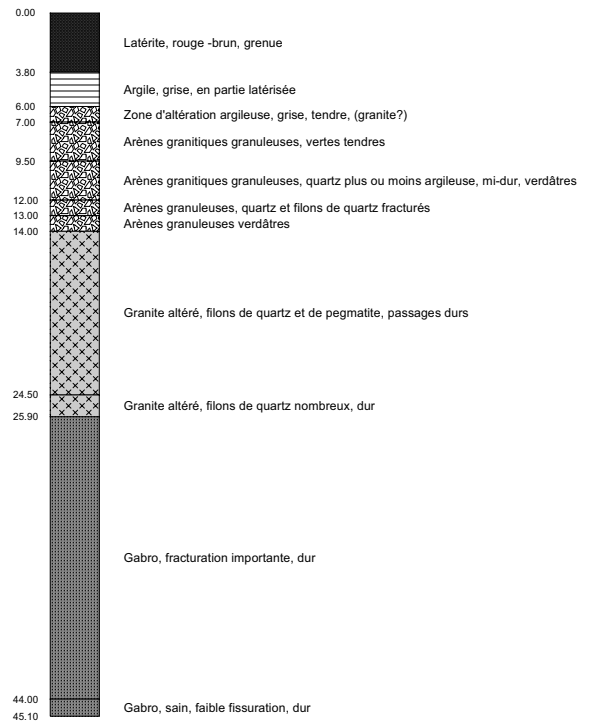 0.00
Latérite, rouge -brun, grenue
3.80
Argile, grise, en partie latérisée
6.00
Zone d'altération argileuse, grise, tendre, (granite?)
7.00
Arènes granitiques granuleuses, vertes tendres
9.50
Arènes granitiques granuleuses, quartz plus ou moins argileuse, mi-dur, verdâtres
12.00
Arènes granuleuses, quartz et filons de quartz fracturés
13.00
Arènes granuleuses verdâtres
14.00
Granite altéré, filons de quartz et de pegmatite, passages durs
24.50
Granite altéré, filons de quartz nombreux, dur
25.90
Gabro, fracturation importante, dur
44.00
Gabro, sain, faible fissuration, dur
45.10